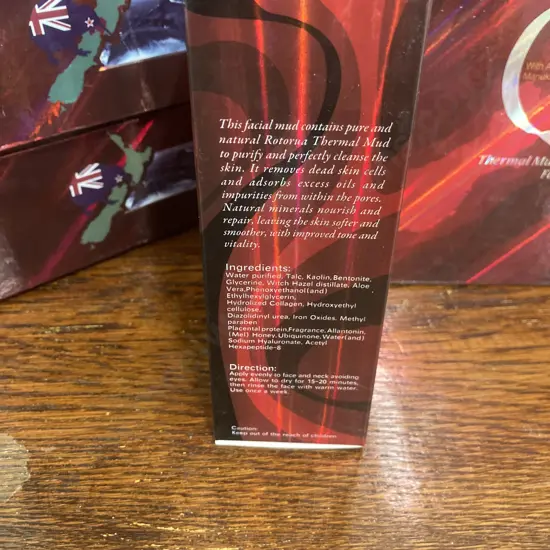 This facial mud contains pure and
natural Rotorua Thermal Mud
to purify and perfectly cleanse the
skin. It removes dead skin cells
and adsorbs excess oils and
impurities from within the pores.
Natural minerals nourish and
repair, leaving the skin softer and
smoother, with improved tone and
vitality.
Ingredients:
Water purified, Talc, Kaolin,Bentonite,
Glycerine, Witch Hazel distillate, Aloe
Vera,Phenoxyethanol(and)
Ethylhexylglycerin,
Hydrolized Collagen, Hydroxyethyl
cellulose,
Diazolidinyl urea, Iron Oxides, Methyl
paraben
Placental protein,Fragrance, Allantonin,
(Mel) Honey, Ubiquinone,Water(and)
Sodium Hyaluronate, Acetyl
Hexapeptide-8
Direction:
Apply evenly to face and neck avoiding
eyes. Allow to dry for 15-20 minutes,
then rinse the face with warm water.
Use once a week.
Caution:
Keep out of the reach of children.
With
Thermal Mu